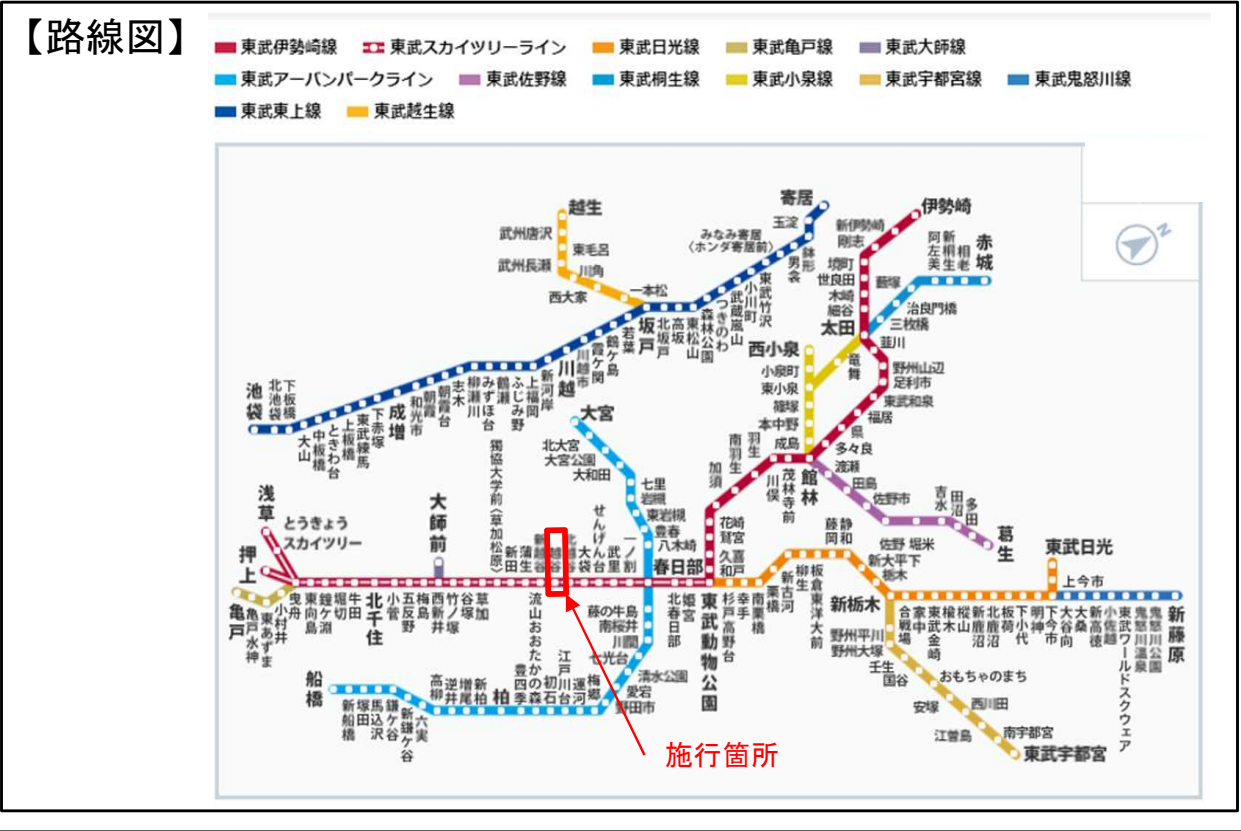 【路線図】
東武伊勢崎線
東武スカイツリーライン
東武日光線
東武亀戸線
東武大師線
東武アーバンパークライン
東武佐野線
東武桐生線
東武小泉線
東武宇都宮線
東武鬼怒川線
東武東上線
東武越生線
N
越生
武州唐沢
東毛呂
武州長瀬
川角
西大家
一本松
坂戸
寄居
玉淀
鉢形
男衾
みなみ寄居
〈ホンダ寄居前〉
東武竹沢
小川町
武蔵嵐山
つきのわ
森林公園
東松山
高坂
北坂戸
若葉
鶴ケ島
霞ケ関
川越市
川越
新河岸
上福岡
ふじみ野
鶴瀬
みずほ台
柳瀬川
志木
朝霞台
朝霞
和光市
成増
下赤塚
東武練馬
上板橋
ときわ台
中板橋
大山
下板橋
北池袋
池袋
伊勢崎
新伊勢崎
剛志
境町
世良田
木崎
細谷
太田
赤城
相老
新桐生
阿左美
藪塚
治良門橋
三枚橋
韮川
野州山辺
足利市
東武和泉
福居
県
多々良
西小泉
小泉町
東小泉
篠塚
本中野
成島
竜舞
館林
渡瀬
田島
佐野市
佐野
堀米
吉水
田沼
多田
葛生
茂林寺前
川俣
羽生
南羽生
加須
花崎
鷲宮
久喜
和戸
東武動物公園
姫宮
北春日部
春日部
一ノ割
武里
せんげん台
大袋
北越谷
越谷
新越谷
蒲生
新田
獨協大学前〈草加松原〉
草加
谷塚
竹ノ塚
西新井
大師前
梅島
五反野
小菅
北千住
牛田
堀切
鐘ケ淵
東向島
曳舟
とうきょう
スカイツリー
浅草
押上
小村井
東あずま
亀戸水神
亀戸
大宮
北大宮
大宮公園
大和田
七里
岩槻
東岩槻
豊春
八木崎
藤の牛島
南桜井
川間
七光台
清水公園
愛宕
野田市
梅郷
運河
江戸川台
初石
流山おおたかの森
豊四季
柏
新柏
増尾
逆井
高柳
六実
新鎌ケ谷
鎌ケ谷
馬込沢
塚田
新船橋
船橋
杉戸高野台
幸手
南栗橋
栗橋
新古河
柳生
板倉東洋大前
藤岡
静和
新大平下
栃木
新栃木
合戦場
家中
東武金崎
楡木
樅山
新鹿沼
北鹿沼
板荷
下小代
明神
下今市
上今市
東武日光
大谷向
大桑
新高徳
小佐越
東武ワールドスクウェア
鬼怒川温泉
鬼怒川公園
新藤原
野州平川
野州大塚
壬生
国谷
おもちゃのまち
安塚
西川田
江曽島
南宇都宮
東武宇都宮
施行箇所